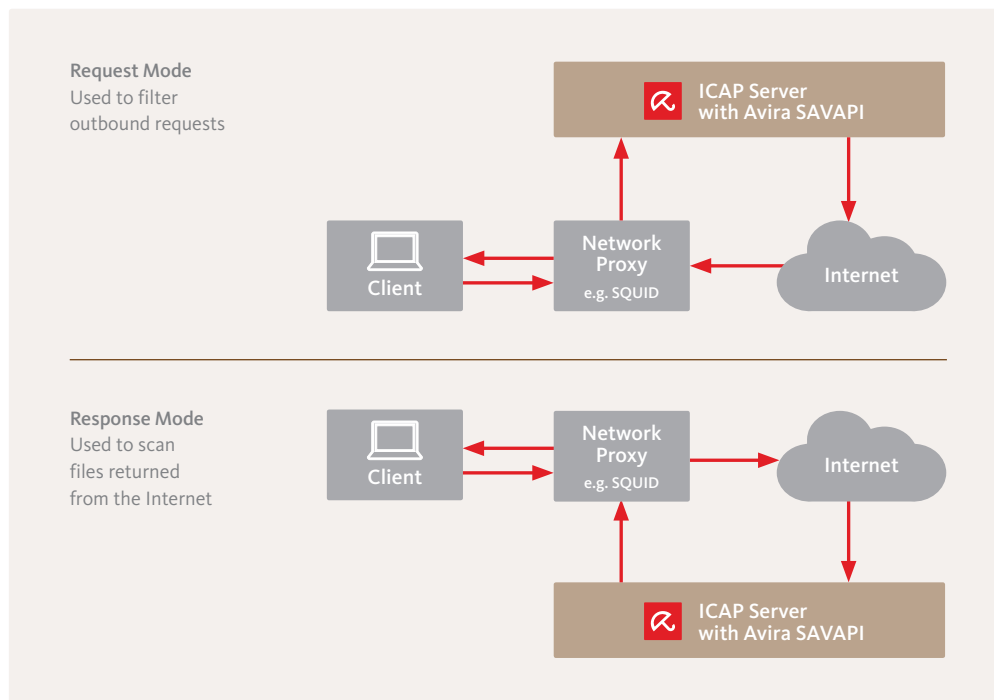 Request Mode
Used to filter
outbound requests
ICAP Server
with Avira SAVAPI
Client
Network
Proxy
e.g. SQUID
Internet
Response Mode
Used to scan
files returned
from the Internet
Client
Network
Proxy
e.g. SQUID
Internet
ICAP Server
with Avira SAVAPI